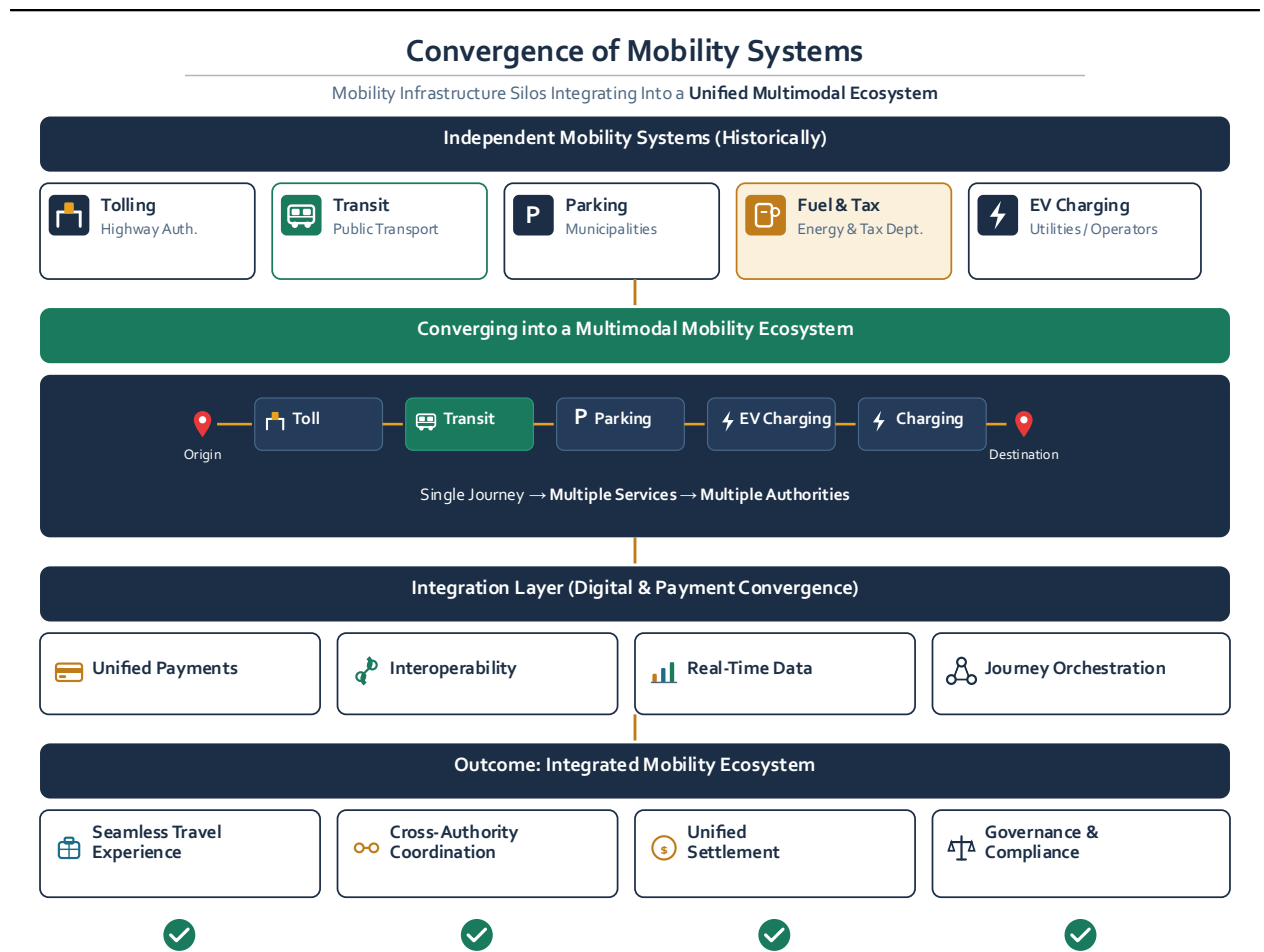 Convergence of Mobility Systems
Mobility Infrastructure Silos Integrating Into a Unified Multimodal Ecosystem
Independent Mobility Systems (Historically)
Tolling
Highway Auth.
Transit
Public Transport
P
Parking
Municipalities
Fuel & Tax
Energy & Tax Dept.
EV Charging
Utilities / Operators
Converging into a Multimodal Mobility Ecosystem
Origin
Toll
Transit
P Parking
EV Charging
Charging
Destination
Single Journey → Multiple Services → Multiple Authorities
Integration Layer (Digital & Payment Convergence)
Unified Payments
Interoperability
Real-Time Data
Journey Orchestration
Outcome: Integrated Mobility Ecosystem
Seamless Travel
Experience
Cross-Authority
Coordination
$
Unified
Settlement
Governance &
Compliance